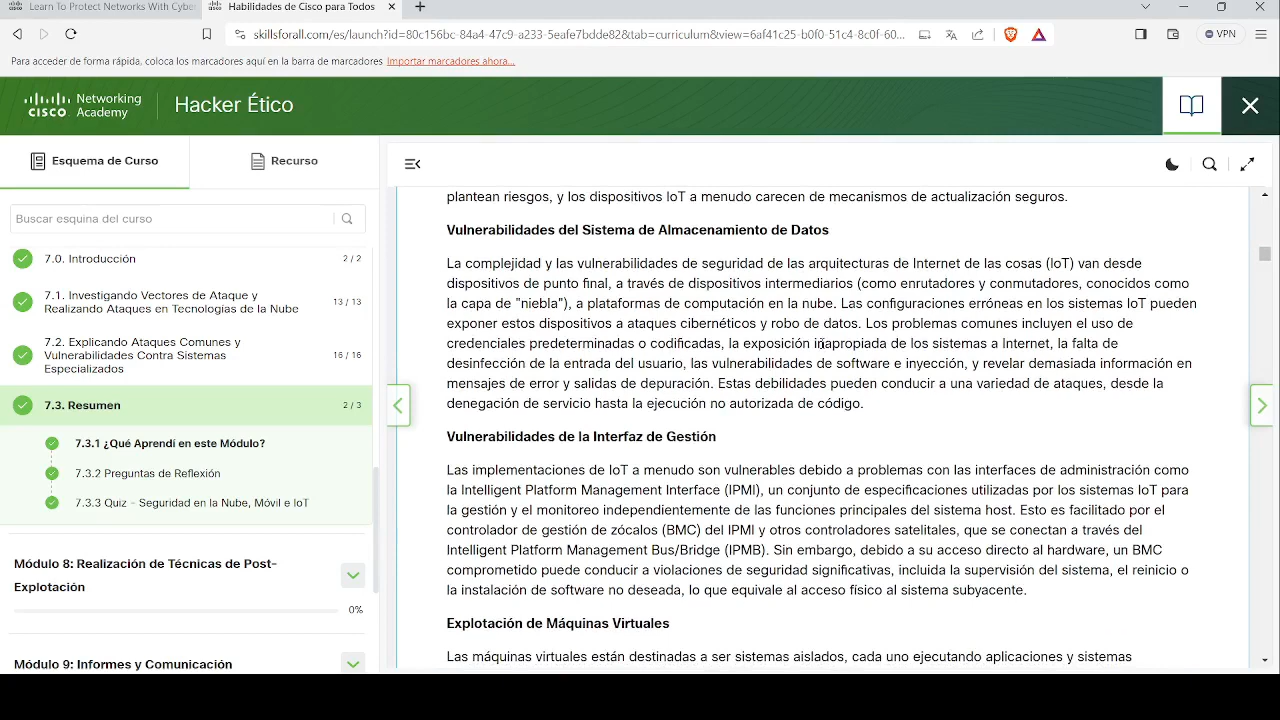 Learn To Protect Networks With Cyber
Habilidades de Cisco para Todos
skillsforall.com/es/launch?id=80c156bc-84a4-47c9-a233-5eafe7bdde82&tab=curriculum&view=6af41c25-b0f0-51c4-8c0f-60...
VPN
Para acceder de forma rápida, coloca los marcadores aquí en la barra de marcadores Importar marcadores ahora...
cisco Networking Academy
Hacker Ético
Esquema de Curso
Recurso
Buscar esquina del curso
7.0. Introducción 2 / 2
7.1. Investigando Vectores de Ataque y
Realizando Ataques en Tecnologías de la Nube 13 / 13
7.2. Explicando Ataques Comunes y
Vulnerabilidades Contra Sistemas 16 / 16
Especializados
7.3. Resumen 2 / 3
7.3.1 ¿Qué Aprendí en este Módulo?
7.3.2 Preguntas de Reflexión
7.3.3 Quiz - Seguridad en la Nube, Móvil e IoT
Módulo 8: Realización de Técnicas de Post-
Explotación
0%
Módulo 9: Informes y Comunicación
plantean riesgos, y los dispositivos IoT a menudo carecen de mecanismos de actualización seguros.
Vulnerabilidades del Sistema de Almacenamiento de Datos
La complejidad y las vulnerabilidades de seguridad de las arquitecturas de Internet de las cosas (IoT) van desde
dispositivos de punto final, a través de dispositivos intermediarios (como enrutadores y conmutadores, conocidos como
la capa de "niebla"), a plataformas de computación en la nube. Las configuraciones erróneas en los sistemas IoT pueden
exponer estos dispositivos a ataques cibernéticos y robo de datos. Los problemas comunes incluyen el uso de
credenciales predeterminadas o codificadas, la exposición inapropiada de los sistemas a Internet, la falta de
desinfección de la entrada del usuario, las vulnerabilidades de software e inyección, y revelar demasiada información en
mensajes de error y salidas de depuración. Estas debilidades pueden conducir a una variedad de ataques, desde la
denegación de servicio hasta la ejecución no autorizada de código.
Vulnerabilidades de la Interfaz de Gestión
Las implementaciones de IoT a menudo son vulnerables debido a problemas con las interfaces de administración como
la Intelligent Platform Management Interface (IPMI), un conjunto de especificaciones utilizadas por los sistemas IoT para
la gestión y el monitoreo independientemente de las funciones principales del sistema host. Esto es facilitado por el
controlador de gestión de zócalos (BMC) del IPMI y otros controladores satelitales, que se conectan a través del
Intelligent Platform Management Bus/Bridge (IPMB). Sin embargo, debido a su acceso directo al hardware, un BMC
comprometido puede conducir a violaciones de seguridad significativas, incluida la supervisión del sistema, el reinicio o
la instalación de software no deseada, lo que equivale al acceso físico al sistema subyacente.
Explotación de Máquinas Virtuales
Las máquinas virtuales están destinadas a ser sistemas aislados, cada uno ejecutando aplicaciones y sistemas